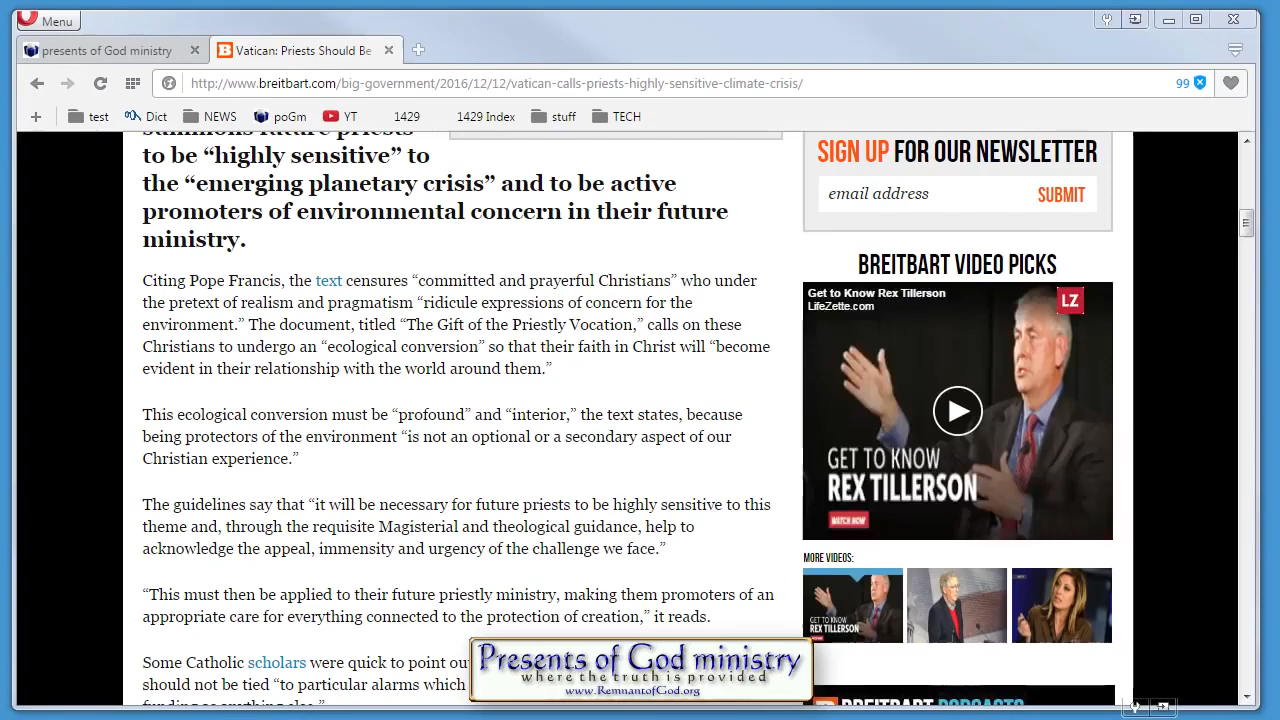 Menu
presents of God ministry
Vatican: Priests Should Be
http://www.breitbart.com/big-government/2016/12/12/vatican-calls-priests-highly-sensitive-climate-crisis/
99
test
Dict
NEWS
poGm
YT
1429
1429 Index
stuff
TECH
summons future priests
to be “highly sensitive” to
the “emerging planetary crisis” and to be active
promoters of environmental concern in their future
ministry.
Citing Pope Francis, the text censures “committed and prayerful Christians” who under
the pretext of realism and pragmatism “ridicule expressions of concern for the
environment.” The document, titled “The Gift of the Priestly Vocation,” calls on these
Christians to undergo an “ecological conversion” so that their faith in Christ will “become
evident in their relationship with the world around them.”
This ecological conversion must be “profound” and “interior,” the text states, because
being protectors of the environment “is not an optional or a secondary aspect of our
Christian experience.”
The guidelines say that “it will be necessary for future priests to be highly sensitive to this
theme and, through the requisite Magisterial and theological guidance, help to
acknowledge the appeal, immensity and urgency of the challenge we face.”
“This must then be applied to their future priestly ministry, making them promoters of an
appropriate care for everything connected to the protection of creation,” it reads.
Some Catholic scholars were quick to point ou
should not be tied “to particular alarms which
funding as anything else.”
SIGN UP FOR OUR NEWSLETTER
email address
SUBMIT
BREITBART VIDEO PICKS
Get to Know Rex Tillerson
LifeZette.com
LZ
GET TO KNOW
REX TILLERSON
WATCH NOW
MORE VIDEOS:
REX TILLERSON
BREITBART PODCASTS
Presents of God ministry
where the truth is provided
www.RemnantofGod.org